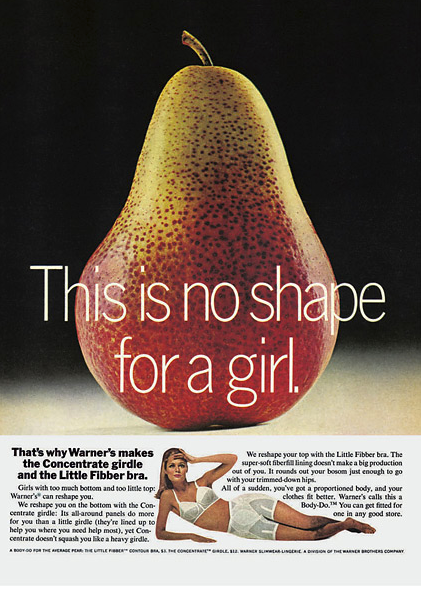 This is no shape
for a girl.
That's why Warner's makes
the Concentrate girdle
and the Little Fibber bra.
Girls with too much bottom and too little top:
Warner's® can reshape you.
We reshape you on the bottom with the Con-
centrate girdle: Its all-around panels do more
for you than a little girdle (they're lined up to
help you where you need help most), yet Con-
centrate doesn't squash you like a heavy girdle.
We reshape your top with the Little Fibber bra. The
super-soft fiberfill lining doesn't make a big production
out of you. It rounds out your bosom just enough to go
with your trimmed-down hips.
All of a sudden, you've got a proportioned body, and your
clothes fit better. Warner's calls this a
Body-Do.™ You can get fitted for
one in any good store.
A BODY-DO FOR THE AVERAGE PEAR: THE LITTLE FIBBER™ CONTOUR BRA, $5. THE CONCENTRATE™ GIRDLE, $12. WARNER SLIMWEAR-LINGERIE. A DIVISION OF THE WARNER BROTHERS COMPANY